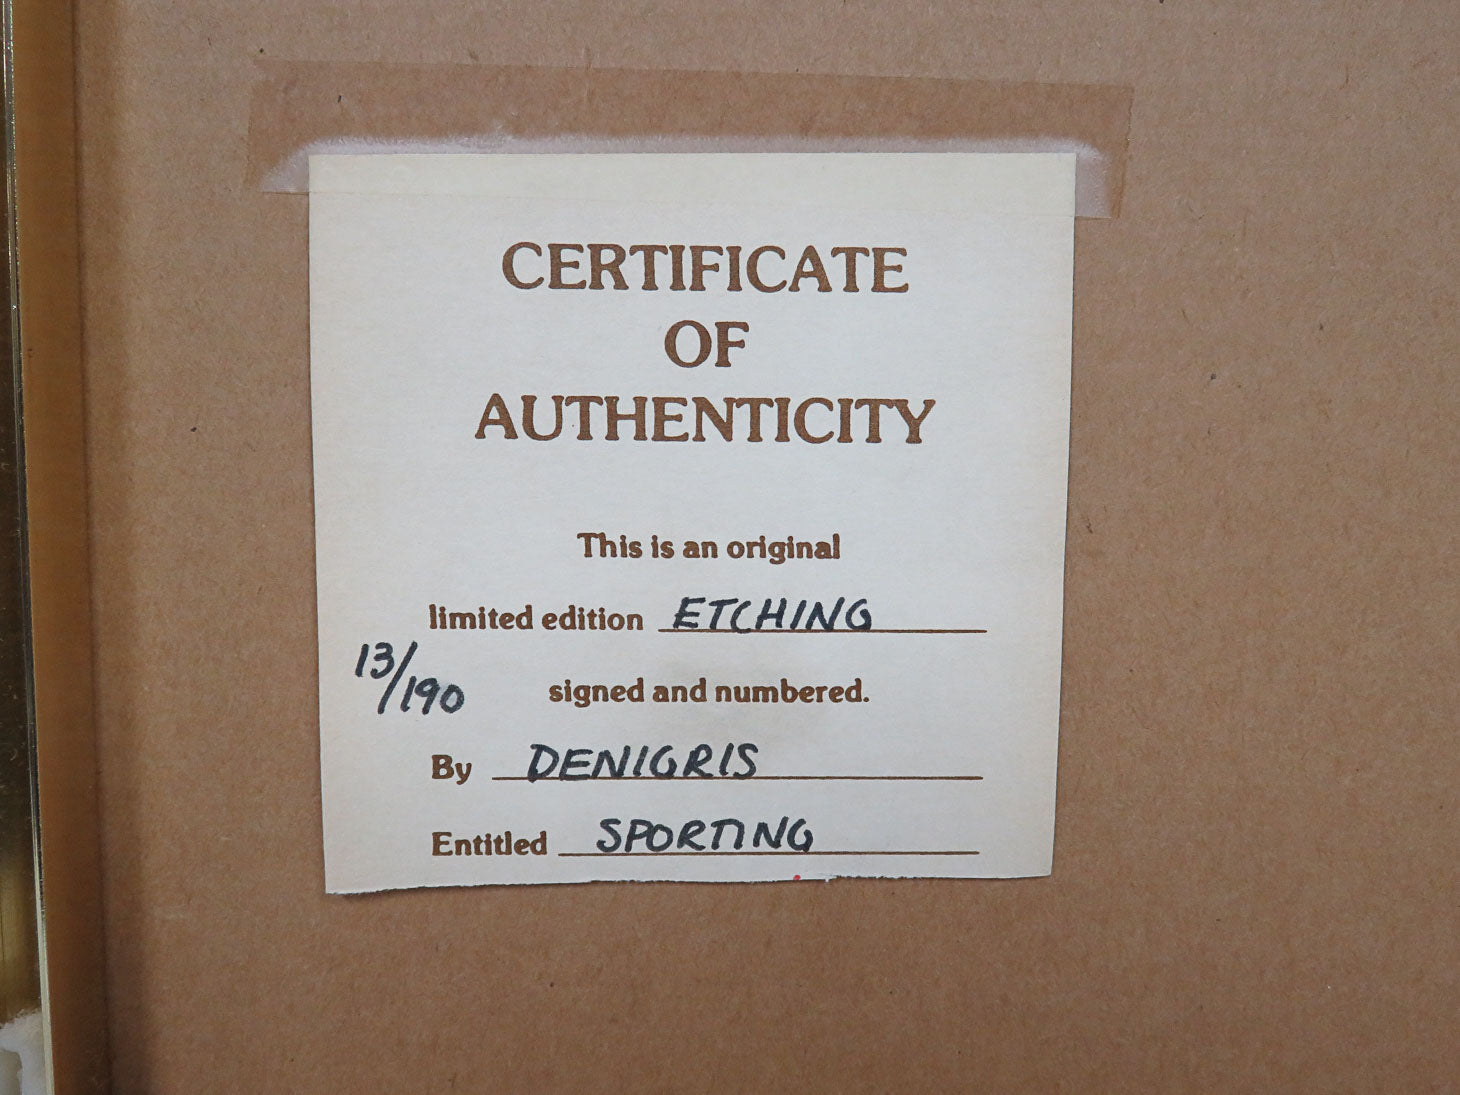 CERTIFICATE
OF
AUTHENTICITY
This is an original
limited edition ETCHING
13/190
signed and numbered.
By DENIGRIS
Entitled SPORTING